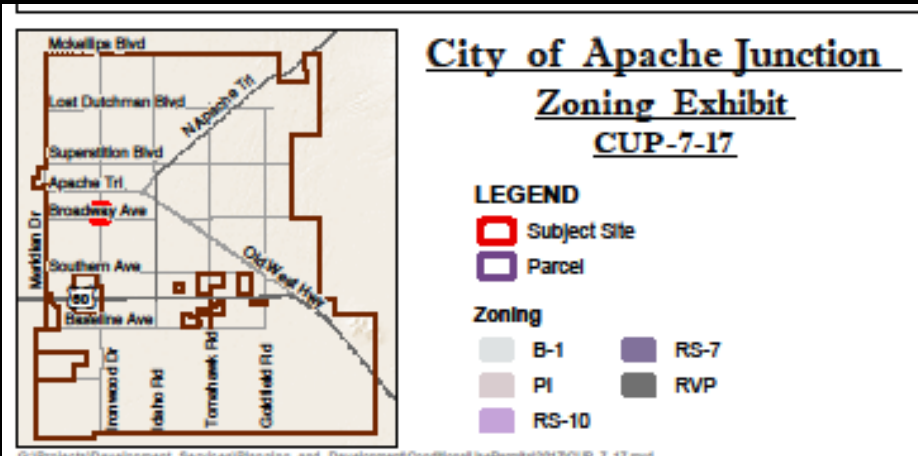 City of Apache Junction
Zoning Exhibit
CUP-7-17
Mckellips Blvd
Lost Dutchman Blvd
N Apache Trl
Superstition Blvd
Apache Trl
Broadway Ave
Meridian Dr
Southern Ave
Old West Hwy
60
Baseline Ave
Ironwood Dr
Idaho Rd
Tomahawk Rd
Goldfield Rd
LEGEND
Subject Site
Parcel
Zoning
B-1
RS-7
PI
RVP
RS-10